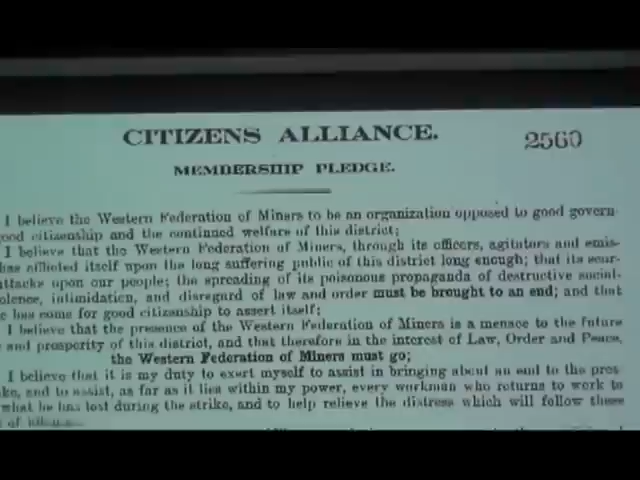 CITIZENS ALLIANCE.
2560
MEMBERSHIP PLEDGE.
I believe the Western Federation of Miners to be an organization opposed to good govern-
ood citizenship and the continued welfare of this district;
I believe that the Western Federation of Miners, through its officers, agitators and emis-
has afflicted itself upon the long suffering public of this district long enough; that its scur-
attacks upon our people; the spreading of its poisonous propaganda of destructive social-
olence, intimidation, and disregard of law and order must be brought to an end; and that
e has come for good citizenship to assert itself;
I believe that the presence of the Western Federation of Miners is a menace to the future
and prosperity of this district, and that therefore in the interest of Law, Order and Peace,
the Western Federation of Miners must go;
I believe that it is my duty to exert myself to assist in bringing about an end to the pres-
ke, and to assist, as far as it lies within my power, every workman who returns to work to
what he has lost during the strike, and to help relieve the distress which will follow these
of